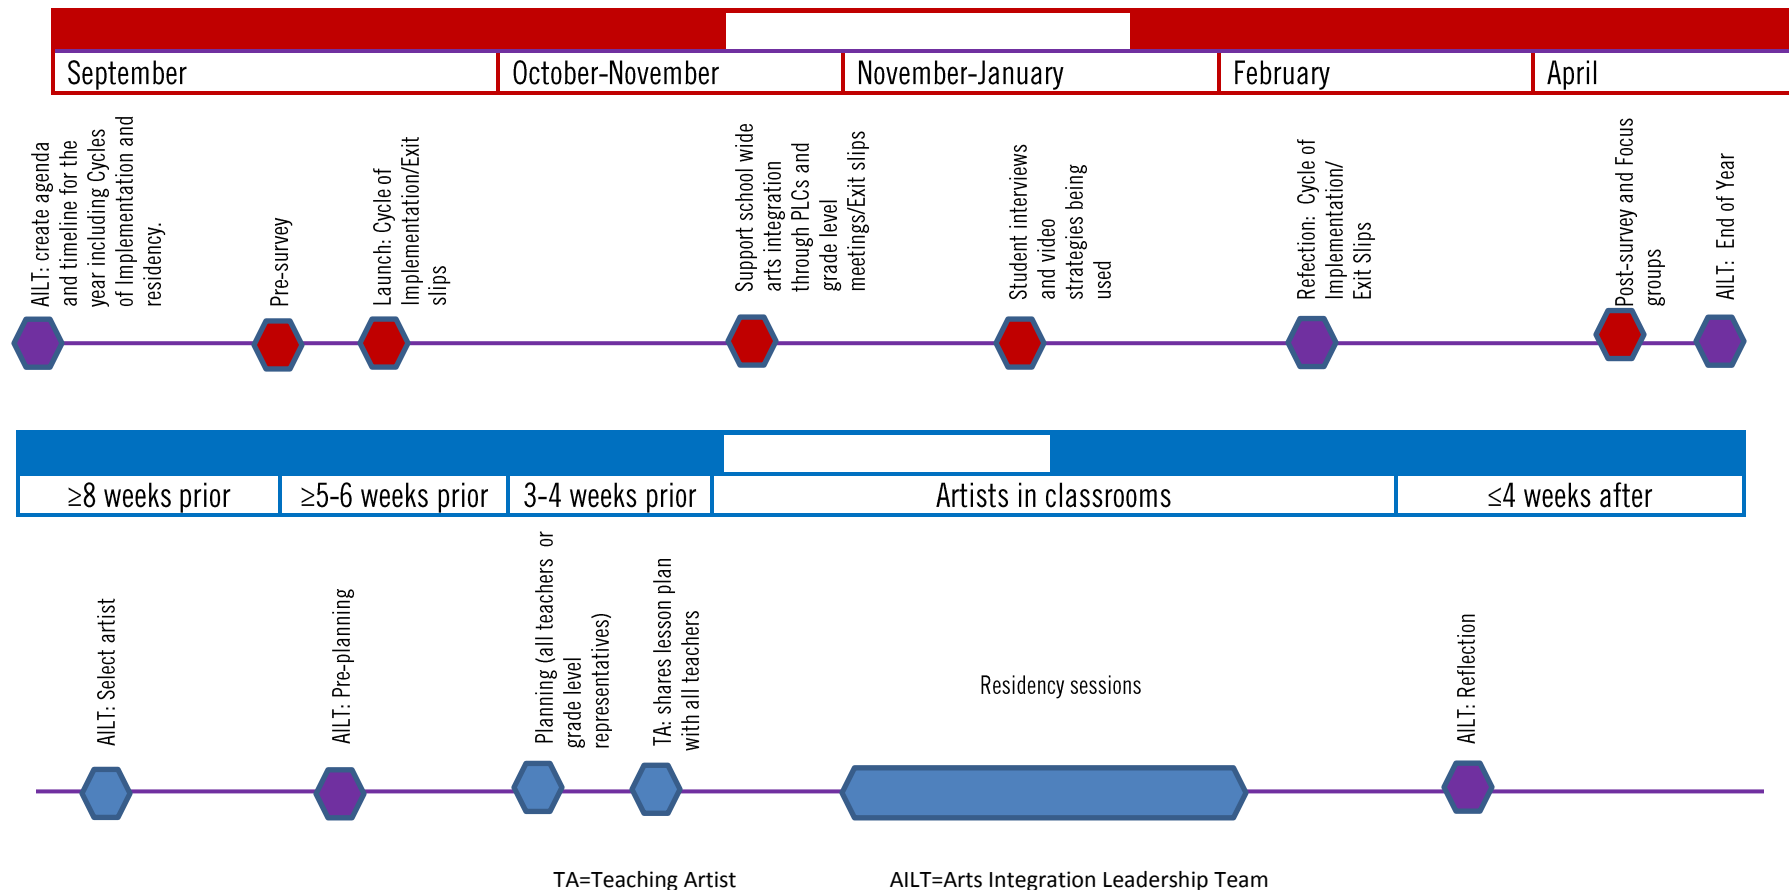 September
October-November
November-January
February
April
AILT: create agenda
and timeline for the
year including Cycles
of Implementation and
residency.
Pre-survey
Launch: Cycle of
Implementation/Exit
slips
Support school wide
arts integration
through PLCs and
grade level
meetings/Exit slips
Student interviews
and video
strategies being
used
Refection:  Cycle of
Implementation/
Exit Slips
Post-survey and Focus
groups
AILT:  End of Year
≥8 weeks prior
≥5-6 weeks prior
3-4 weeks prior
Artists in classrooms
≤4 weeks after
AILT: Select artist
AILT: Pre-planning
Planning (all teachers  or
grade level
representatives)
TA: shares lesson plan
with all teachers
Residency sessions
AILT: Reflection
TA=Teaching Artist
AILT=Arts Integration Leadership Team